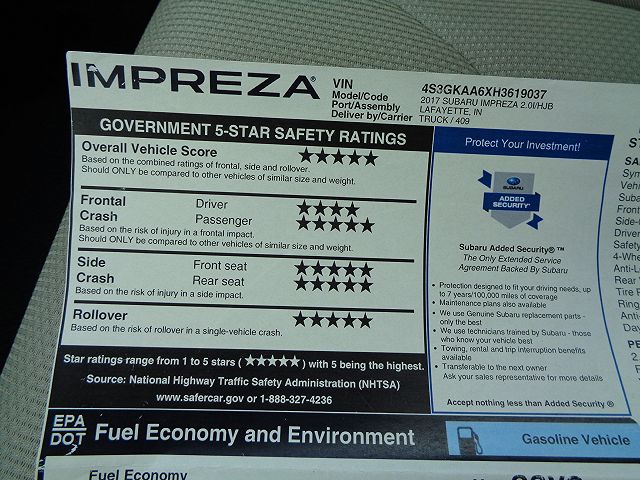 IMPREZA®
VIN 4S3GKAA6XH3619037
Model/Code 2017 SUBARU IMPREZA 2.0I/HJB
Port/Assembly LAFAYETTE, IN
Deliver by/Carrier TRUCK / 409
GOVERNMENT 5-STAR SAFETY RATINGS
Overall Vehicle Score ★★★★★
Based on the combined ratings of frontal, side and rollover.
Should ONLY be compared to other vehicles of similar size and weight.
Frontal Driver ★★★★
Crash Passenger ★★★★★
Based on the risk of injury in a frontal impact.
Should ONLY be compared to other vehicles of similar size and weight.
Side Front seat ★★★★★
Crash Rear seat ★★★★★
Based on the risk of injury in a side impact.
Rollover ★★★★★
Based on the risk of rollover in a single-vehicle crash.
Star ratings range from 1 to 5 stars (★★★★★) with 5 being the highest.
Source: National Highway Traffic Safety Administration (NHTSA)
www.safercar.gov or 1-888-327-4236
Protect Your Investment!
SUBARU
ADDED
SECURITY®
Subaru Added Security®™
The Only Extended Service
Agreement Backed By Subaru
• Protection designed to fit your driving needs, up
to 7 years/100,000 miles of coverage
• Maintenance plans also available
• We use Genuine Subaru replacement parts -
only the best
• We use technicians trained by Subaru - those
who know your vehicle best
• Towing, rental and trip interruption benefits
available
• Transferable to the next owner
Ask your sales representative for more details
Accept nothing less than Added Security®
EPA
DOT
Fuel Economy and Environment
Gasoline Vehicle
Fuel Economy